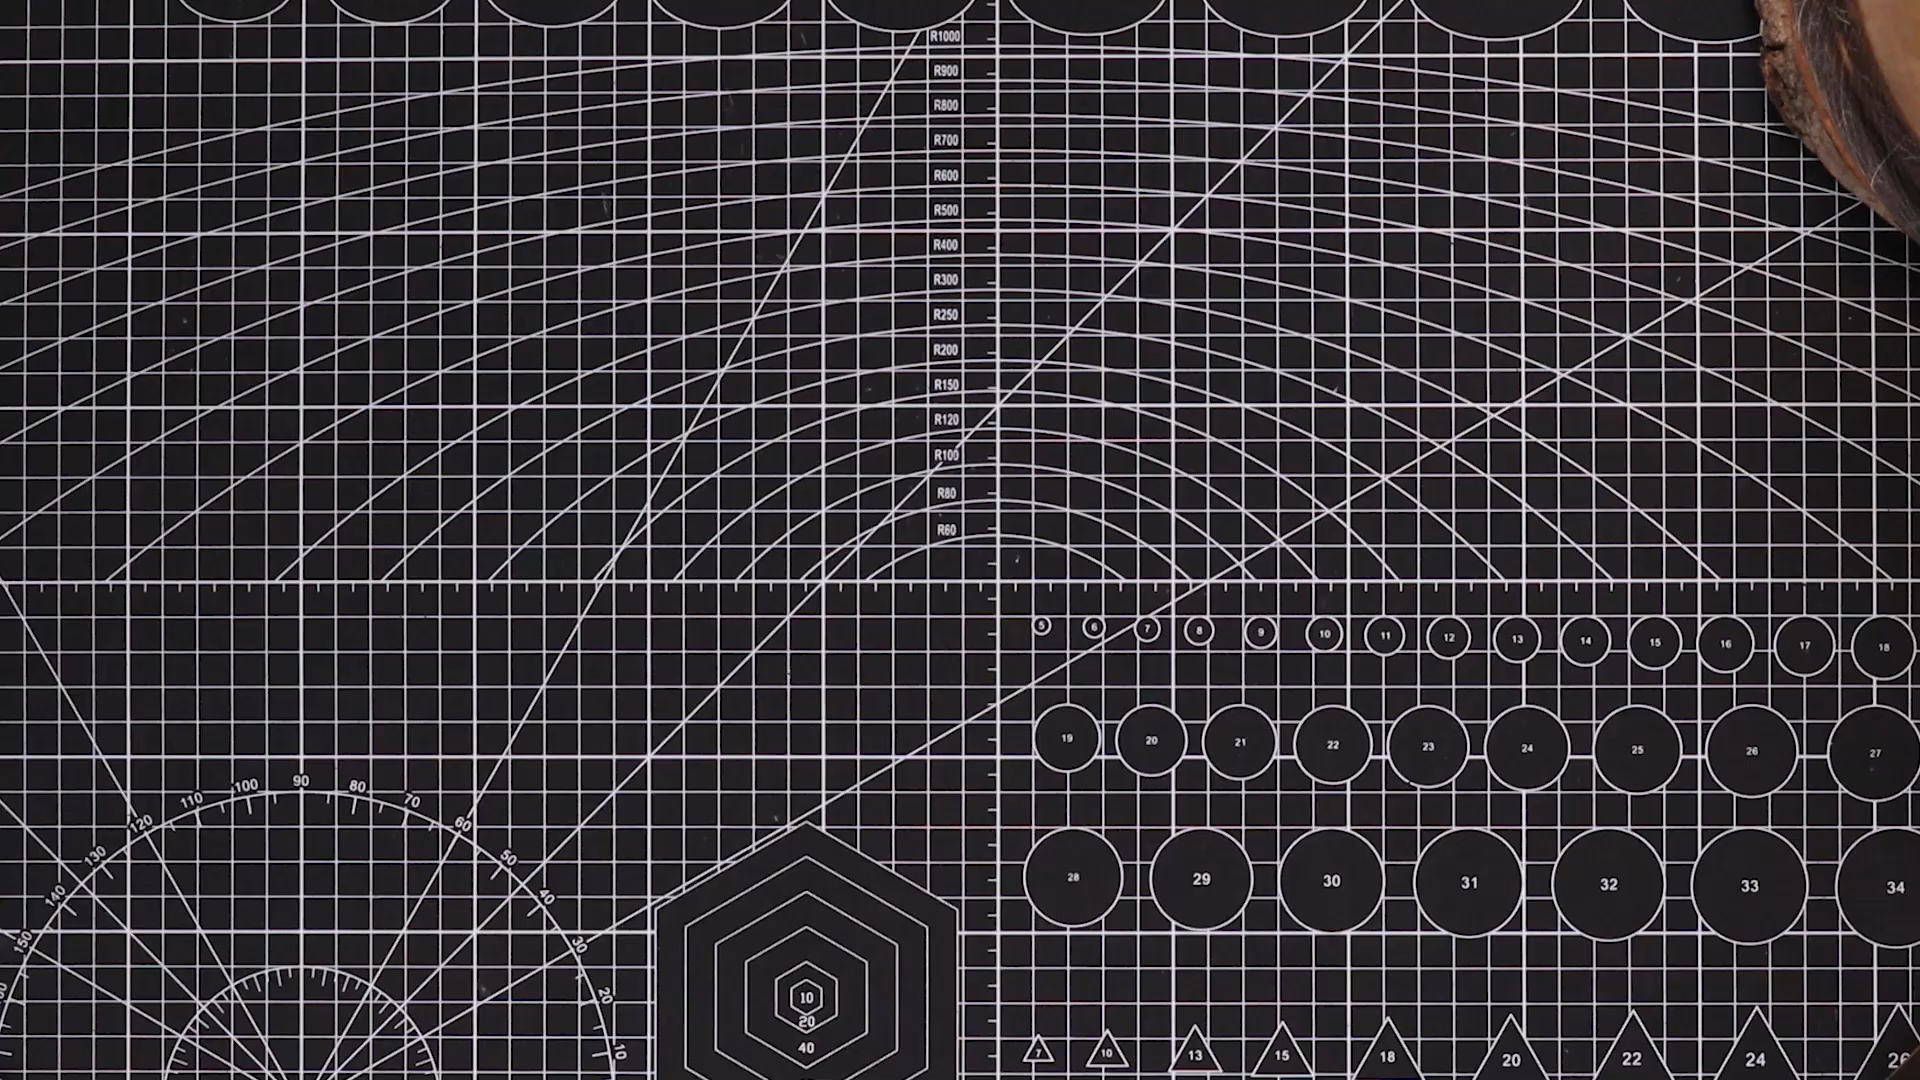 R1000
R900
R800
R700
R600
R500
R400
R300
R250
R200
R150
R120
R100
R80
R60
5 6 7 8 9 10 11 12 13 14 15 16 17 18
19 20 21 22 23 24 25 26 27
28 29 30 31 32 33 34
7 10 13 15 18 20 22 24 26
150 140 130 120 110 100 90 80 70 60 50 40 30 20 10
10
20
40